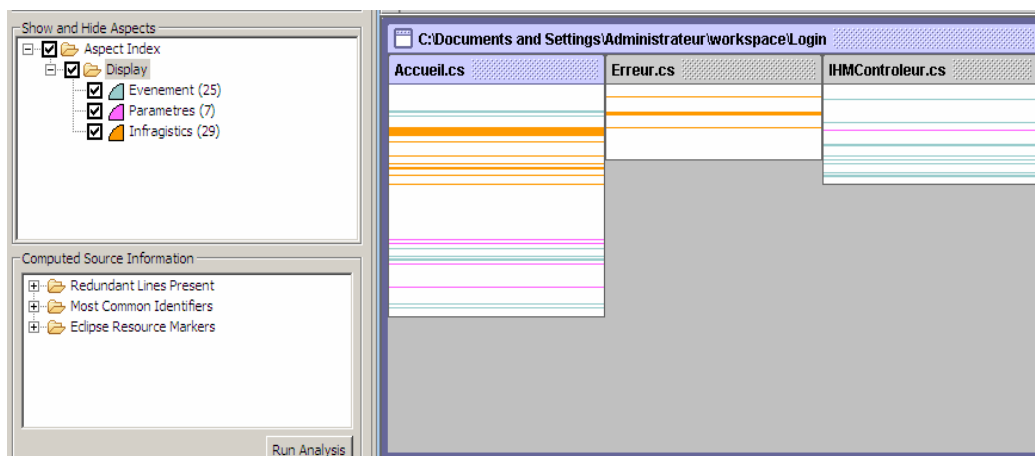 Show and Hide Aspects
Aspect Index
Display
Evenement (25)
Parametres (7)
Infragistics (29)
Computed Source Information
Redundant Lines Present
Most Common Identifiers
Eclipse Resource Markers
Run Analysis
C:\Documents and Settings\Administrateur\workspace\Login
Accueil.cs
Erreur.cs
IHMControleur.cs